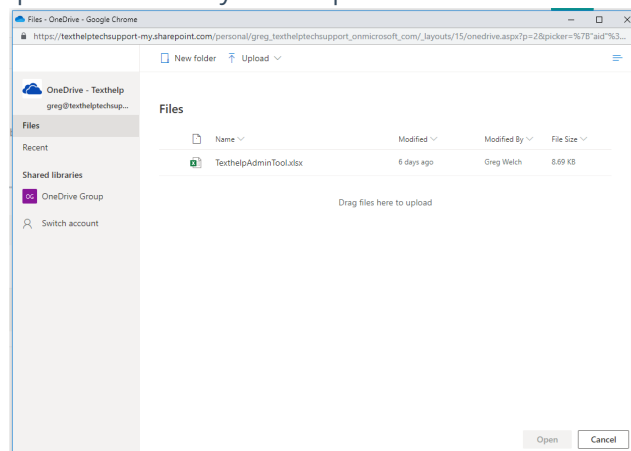 Files - OneDrive - Google Chrome
https://texthelptechsupport-my.sharepoint.com/personal/greg_texthelptechsupport_onmicrosoft_com/_layouts/15/onedrive.aspx?p=2&picker=%7B"aid"%3...
New folder Upload
OneDrive - Texthelp
greg@texthelptechsup...
Files
Recent
Shared libraries
OG OneDrive Group
Switch account
Files
Name Modified Modified By File Size
TexthelpAdminTool.xlsx 6 days ago Greg Welch 8.69 KB
Drag files here to upload
Open Cancel